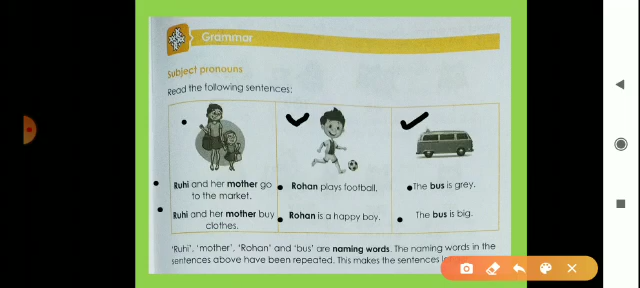 Grammar
Subject pronouns
Read the following sentences:
Ruhi and her mother go
to the market.
Ruhi and her mother buy
clothes.
Rohan plays football.
Rohan is a happy boy.
The bus is grey.
The bus is big.
'Ruhi', 'mother', 'Rohan' and 'bus' are naming words. The naming words in the
sentences above have been repeated. This makes the sentences